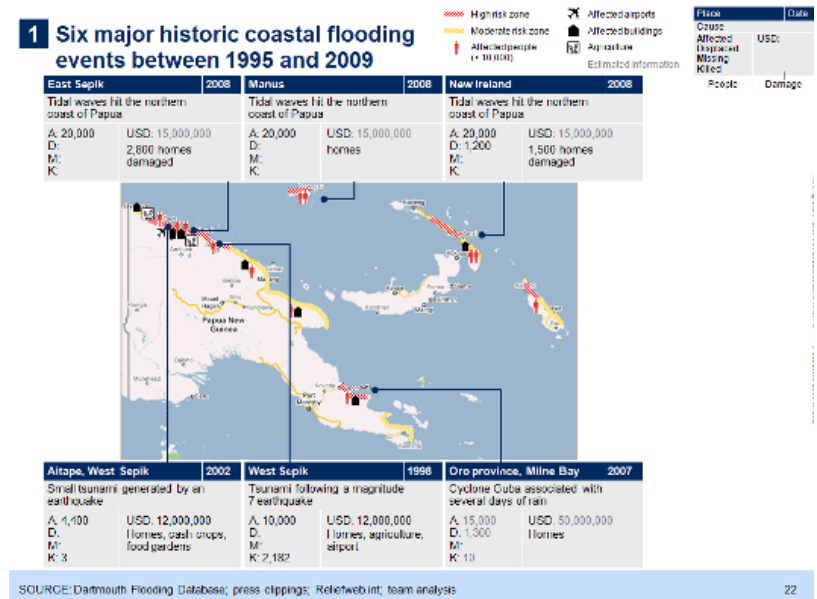 1 Six major historic coastal flooding
events between 1995 and 2009
High risk zone
Moderate risk zone
Affected people
Affected airports
Affected buildings
Agriculture
Estimated information
Place Date
Cause
Affected USD:
Displaced
Missing
Killed
People Damage
East Sepik 2008
Tidal waves hit the northern
coast of Papua
A: 20,000 USD: 15,000,000
D: 2,800 homes
M: damaged
K:
Manus 2008
Tidal waves hit the northern
coast of Papua
A: 20,000 USD: 15,000,000
D: homes
M:
K:
New Ireland 2008
Tidal waves hit the northern
coast of Papua
A: 20,000 USD: 15,000,000
D: 1,200 1,500 homes
M: damaged
K:
Mount
Hagen
Madang
Papua New
Guinea
Port
Moresby
Aitape, West Sepik 2002
Small tsunami generated by an
earthquake
A: 4,400 USD. 12,000,000
D. Homes, cash crops,
M: food gardens
K: 3
West Sepik 1998
Tsunami following a magnitude
7 earthquake
A: 10,000 USD. 12,000,000
D. Homes, agriculture,
M: airport
K: 2,182
Oro province, Milne Bay 2007
Cyclone Guba associated with
several days of rain
A. 15,000 USD. 50,000,000
D. 1,300 Homes
M:
K: 10
SOURCE: Dartmouth Flooding Database; press clippings; Reliefweb.int; team analysis
22